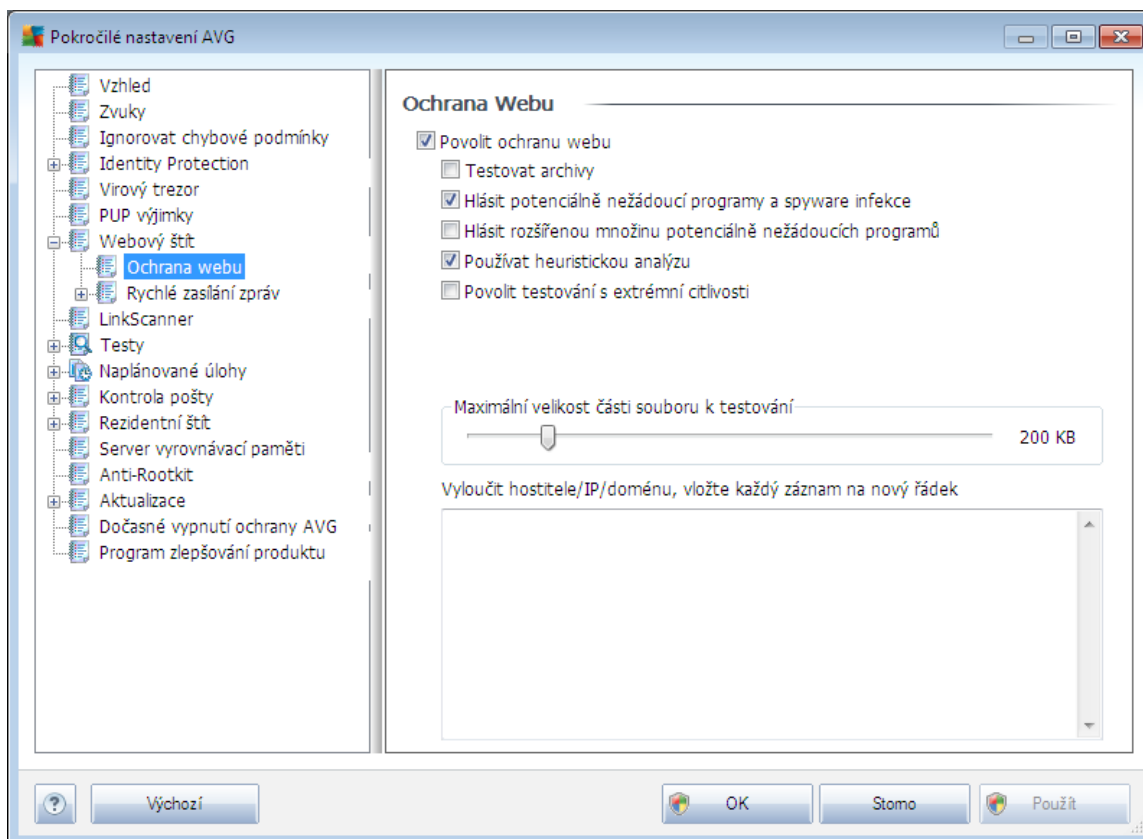 Pokročilé nastavení AVG
Vzhled
Zvuky
Ignorovat chybové podmínky
Identity Protection
Virový trezor
PUP výjimky
Webový štít
Ochrana webu
Rychlé zasílání zpráv
LinkScanner
Testy
Naplánované úlohy
Kontrola pošty
Rezidentní štít
Server vyrovnávací paměti
Anti-Rootkit
Aktualizace
Dočasné vypnutí ochrany AVG
Program zlepšování produktu
Ochrana Webu
Povolit ochranu webu
Testovat archivy
Hlásit potenciálně nežádoucí programy a spyware infekce
Hlásit rozšířenou množinu potenciálně nežádoucích programů
Používat heuristickou analýzu
Povolit testování s extrémní citlivosti
Maximální velikost části souboru k testování
200 KB
Vyloučit hostitele/IP/doménu, vložte každý záznam na nový řádek
?
Výchozí
OK
Stomo
Použít